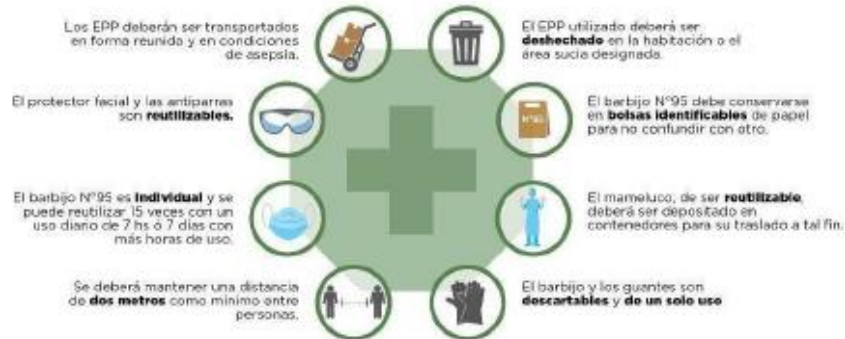 Los EPP deberán ser transportados
en forma reunida y en condiciones
de asepsia.
El EPP utilizado deberá ser
deshechado en la habitación o el
área sucia designada.
El protector facial y las antiparras
son reutilizables.
El barbijo N°95 debe conservarse
en bolsas identificables de papel
para no confundir con otro.
N°95
El barbijo N°95 es individual y se
puede reutilizar 15 veces con un
uso diario de 7 hs ó 7 días con
más horas de uso.
El mameluco, de ser reutilizable,
deberá ser depositado en
contenedores para su traslado a tal fin.
Se deberá mantener una distancia
de dos metros como mínimo entre
personas.
El barbijo y los guantes son
descartables y de un solo uso